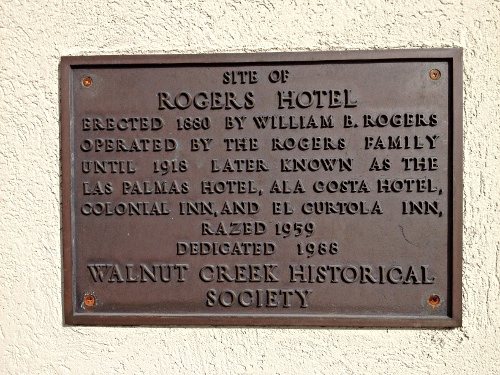 SITE OF
ROGERS HOTEL
ERECTED 1880 BY WILLIAM B. ROGERS
OPERATED BY THE ROGERS FAMILY
UNTIL 1918 LATER KNOWN AS THE
LAS PALMAS HOTEL, ALA COSTA HOTEL,
COLONIAL INN, AND EL CURTOLA INN,
RAZED 1959
DEDICATED 1988
WALNUT CREEK HISTORICAL
SOCIETY